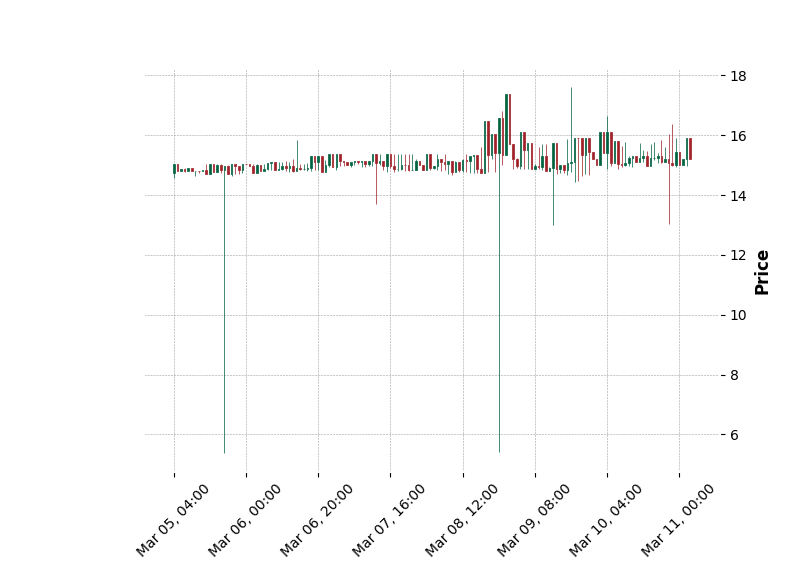 18
16
14
12
10
8
6
Price
Mar 05, 04:00
Mar 06, 00:00
Mar 06, 20:00
Mar 07, 16:00
Mar 08, 12:00
Mar 09, 08:00
Mar 10, 04:00
Mar 11, 00:00